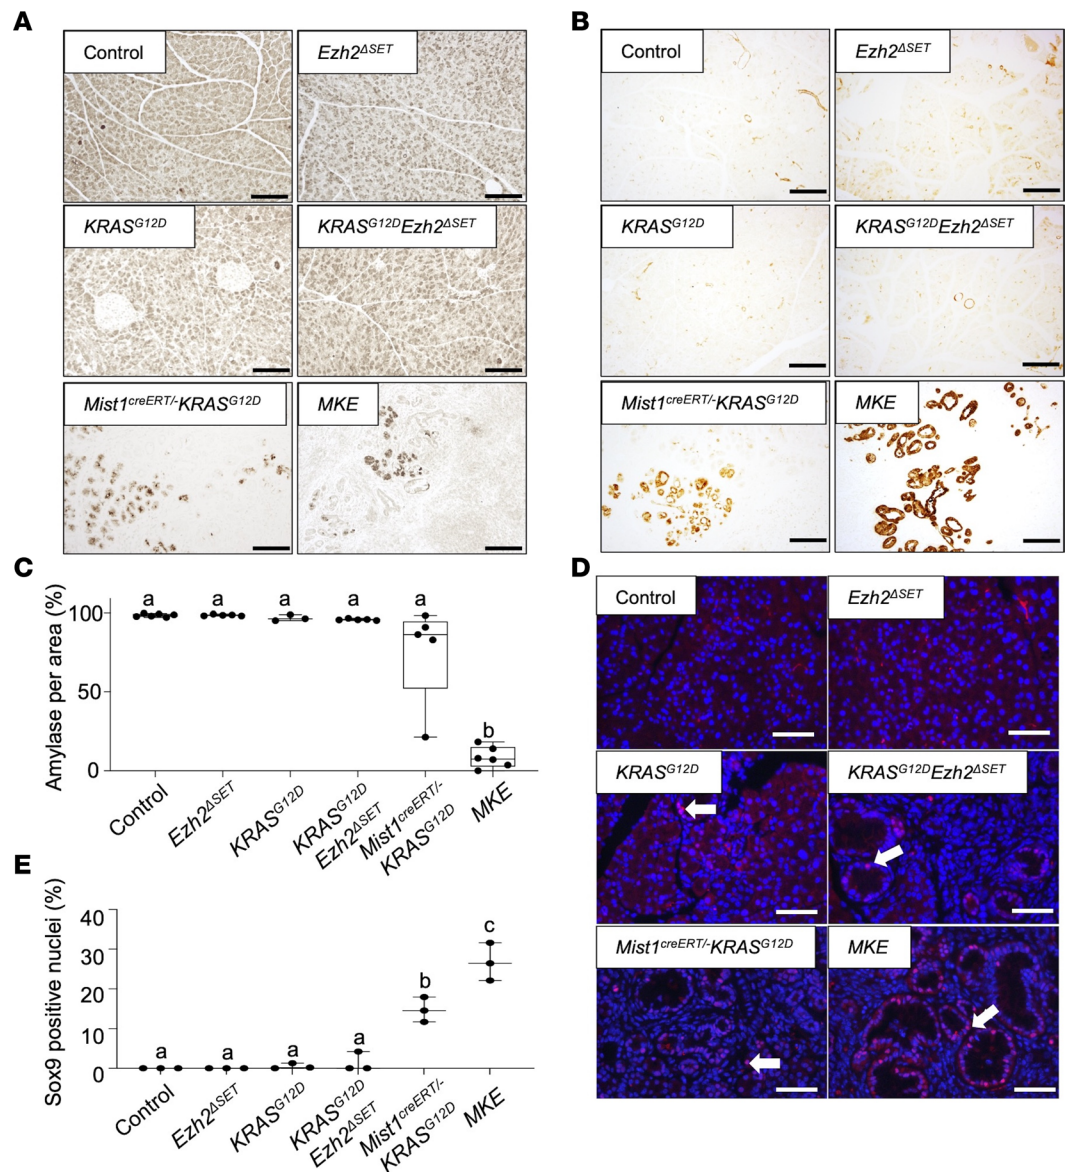 A
Control
Ezh2ΔSET
KRASG12D
KRASG12DEzh2ΔSET
Mist1creERT/-KRASG12D
MKE
B
Control
Ezh2ΔSET
KRASG12D
KRASG12DEzh2ΔSET
Mist1creERT/-KRASG12D
MKE
C
Amylase per area (%)
100
50
0
a
a
a
a
a
b
Control
Ezh2ΔSET
KRASG12D
KRASG12D
Ezh2ΔSET
Mist1creERT/-
KRASG12D
MKE
D
Control
Ezh2ΔSET
KRASG12D
KRASG12DEzh2ΔSET
Mist1creERT/-KRASG12D
MKE
E
Sox9 positive nuclei (%)
40
30
20
10
0
a
a
a
a
b
c
Control
Ezh2ΔSET
KRASG12D
KRASG12D
Ezh2ΔSET
Mist1creERT/-
KRASG12D
MKE